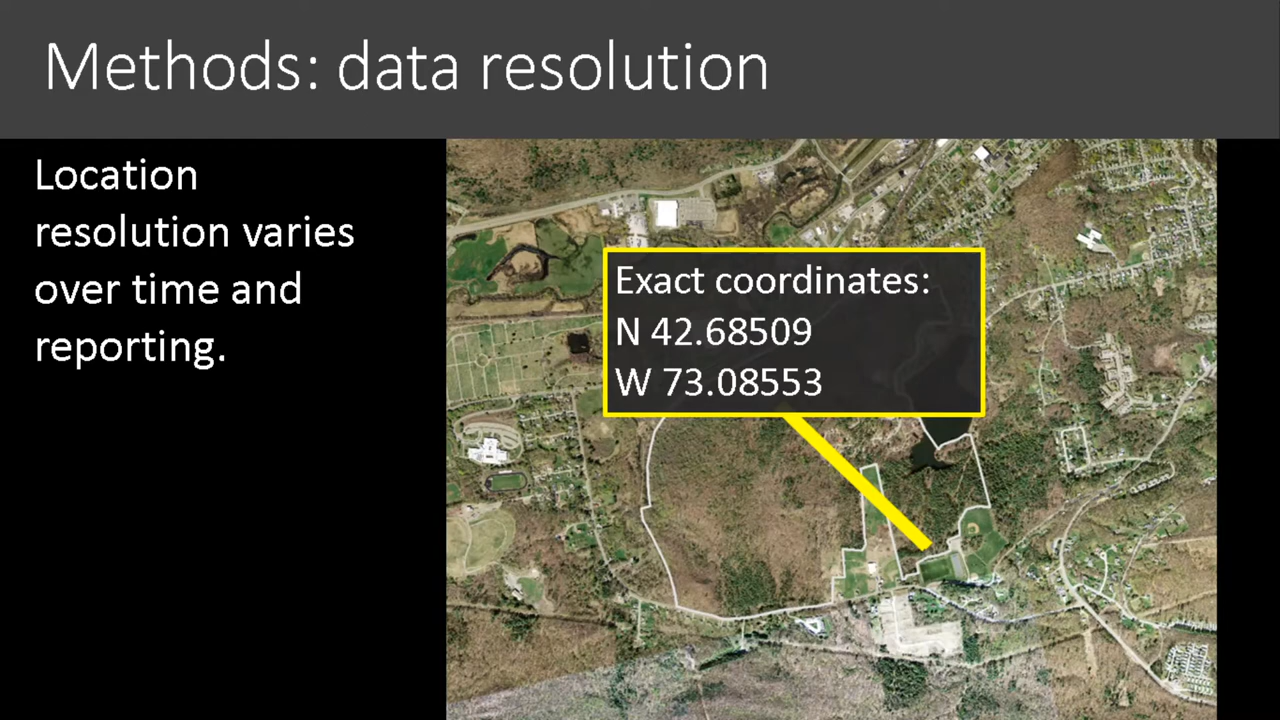 Methods: data resolution
Location
resolution varies
over time and
reporting.
Exact coordinates:
N 42.68509
W 73.08553